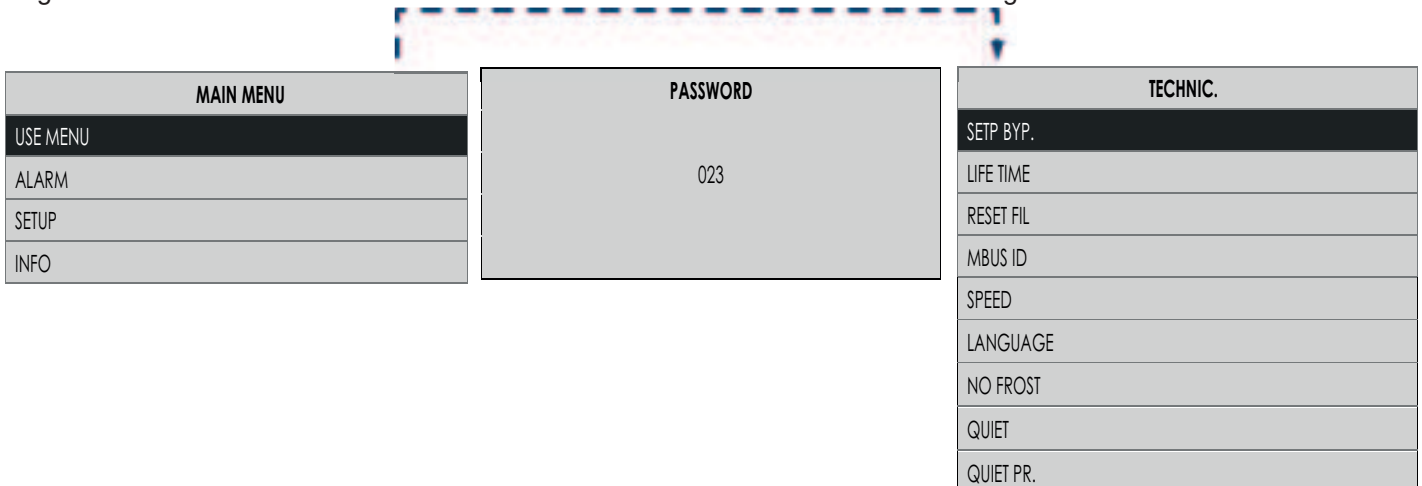 MAIN MENU
USE MENU
ALARM
SETUP
INFO
PASSWORD
023
TECHNIC.
SETP BYP.
LIFE TIME
RESET FIL
MBUS ID
SPEED
LANGUAGE
NO FROST
QUIET
QUIET PR.